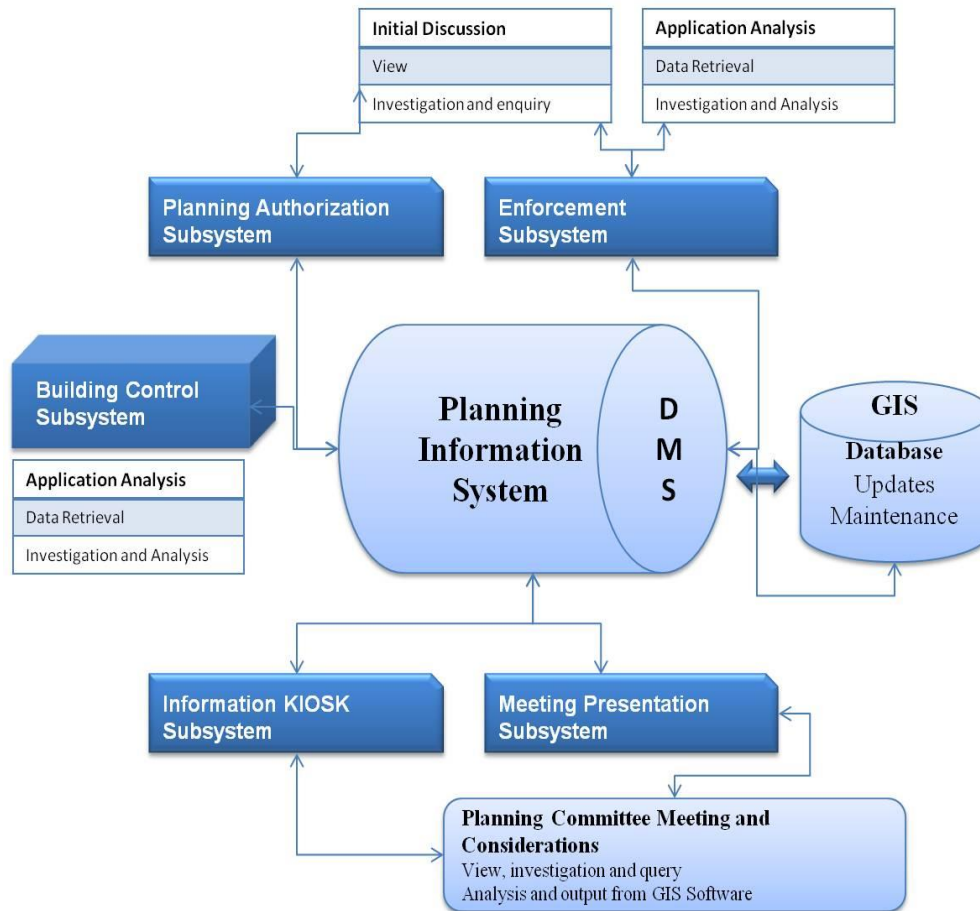 Initial Discussion
View
Investigation and enquiry
Application Analysis
Data Retrieval
Investigation and Analysis
Planning Authorization
Subsystem
Enforcement
Subsystem
Building Control
Subsystem
Application Analysis
Data Retrieval
Investigation and Analysis
Planning
Information
System
D
M
S
GIS
Database
Updates
Maintenance
Information KIOSK
Subsystem
Meeting Presentation
Subsystem
Planning Committee Meeting and
Considerations
View, investigation and query
Analysis and output from GIS Software